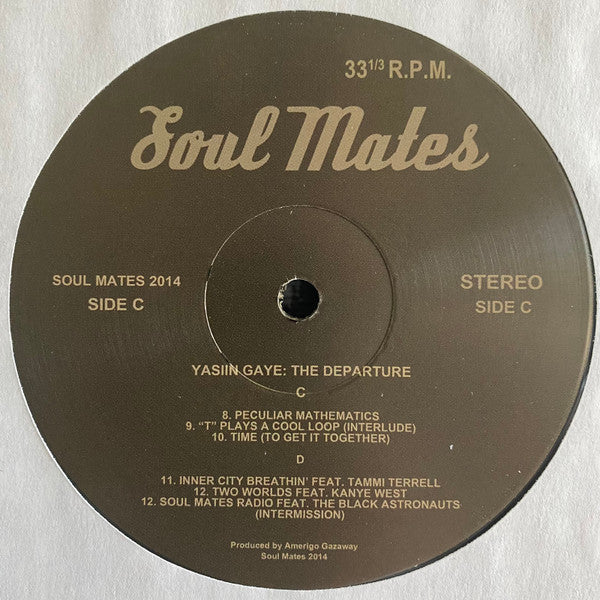 33 1/3 R.P.M.
Soul Mates
SOUL MATES 2014
SIDE C
STEREO
SIDE C
YASIIN GAYE: THE DEPARTURE
C
8. PECULIAR MATHEMATICS
9. “T” PLAYS A COOL LOOP (INTERLUDE)
10. TIME (TO GET IT TOGETHER)
D
11. INNER CITY BREATHIN’ FEAT. TAMMI TERRELL
12. TWO WORLDS FEAT. KANYE WEST
12. SOUL MATES RADIO FEAT. THE BLACK ASTRONAUTS
(INTERMISSION)
Produced by Amerigo Gazaway
Soul Mates 2014